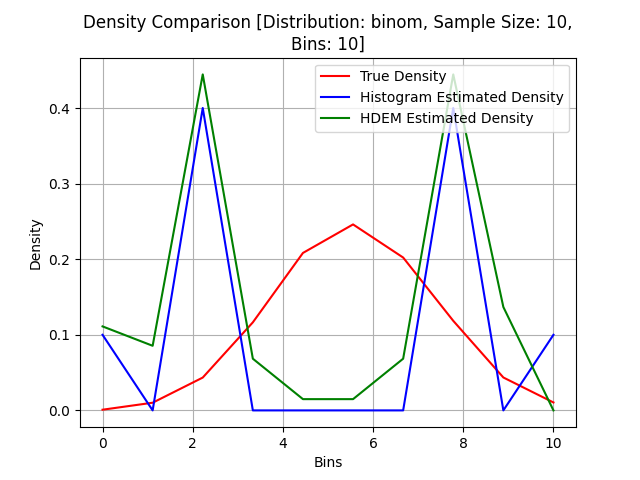 Density Comparison [Distribution: binom, Sample Size: 10,
Bins: 10]
True Density
Histogram Estimated Density
HDEM Estimated Density
Density
0.4
0.3
0.2
0.1
0.0
0 2 4 6 8 10
Bins